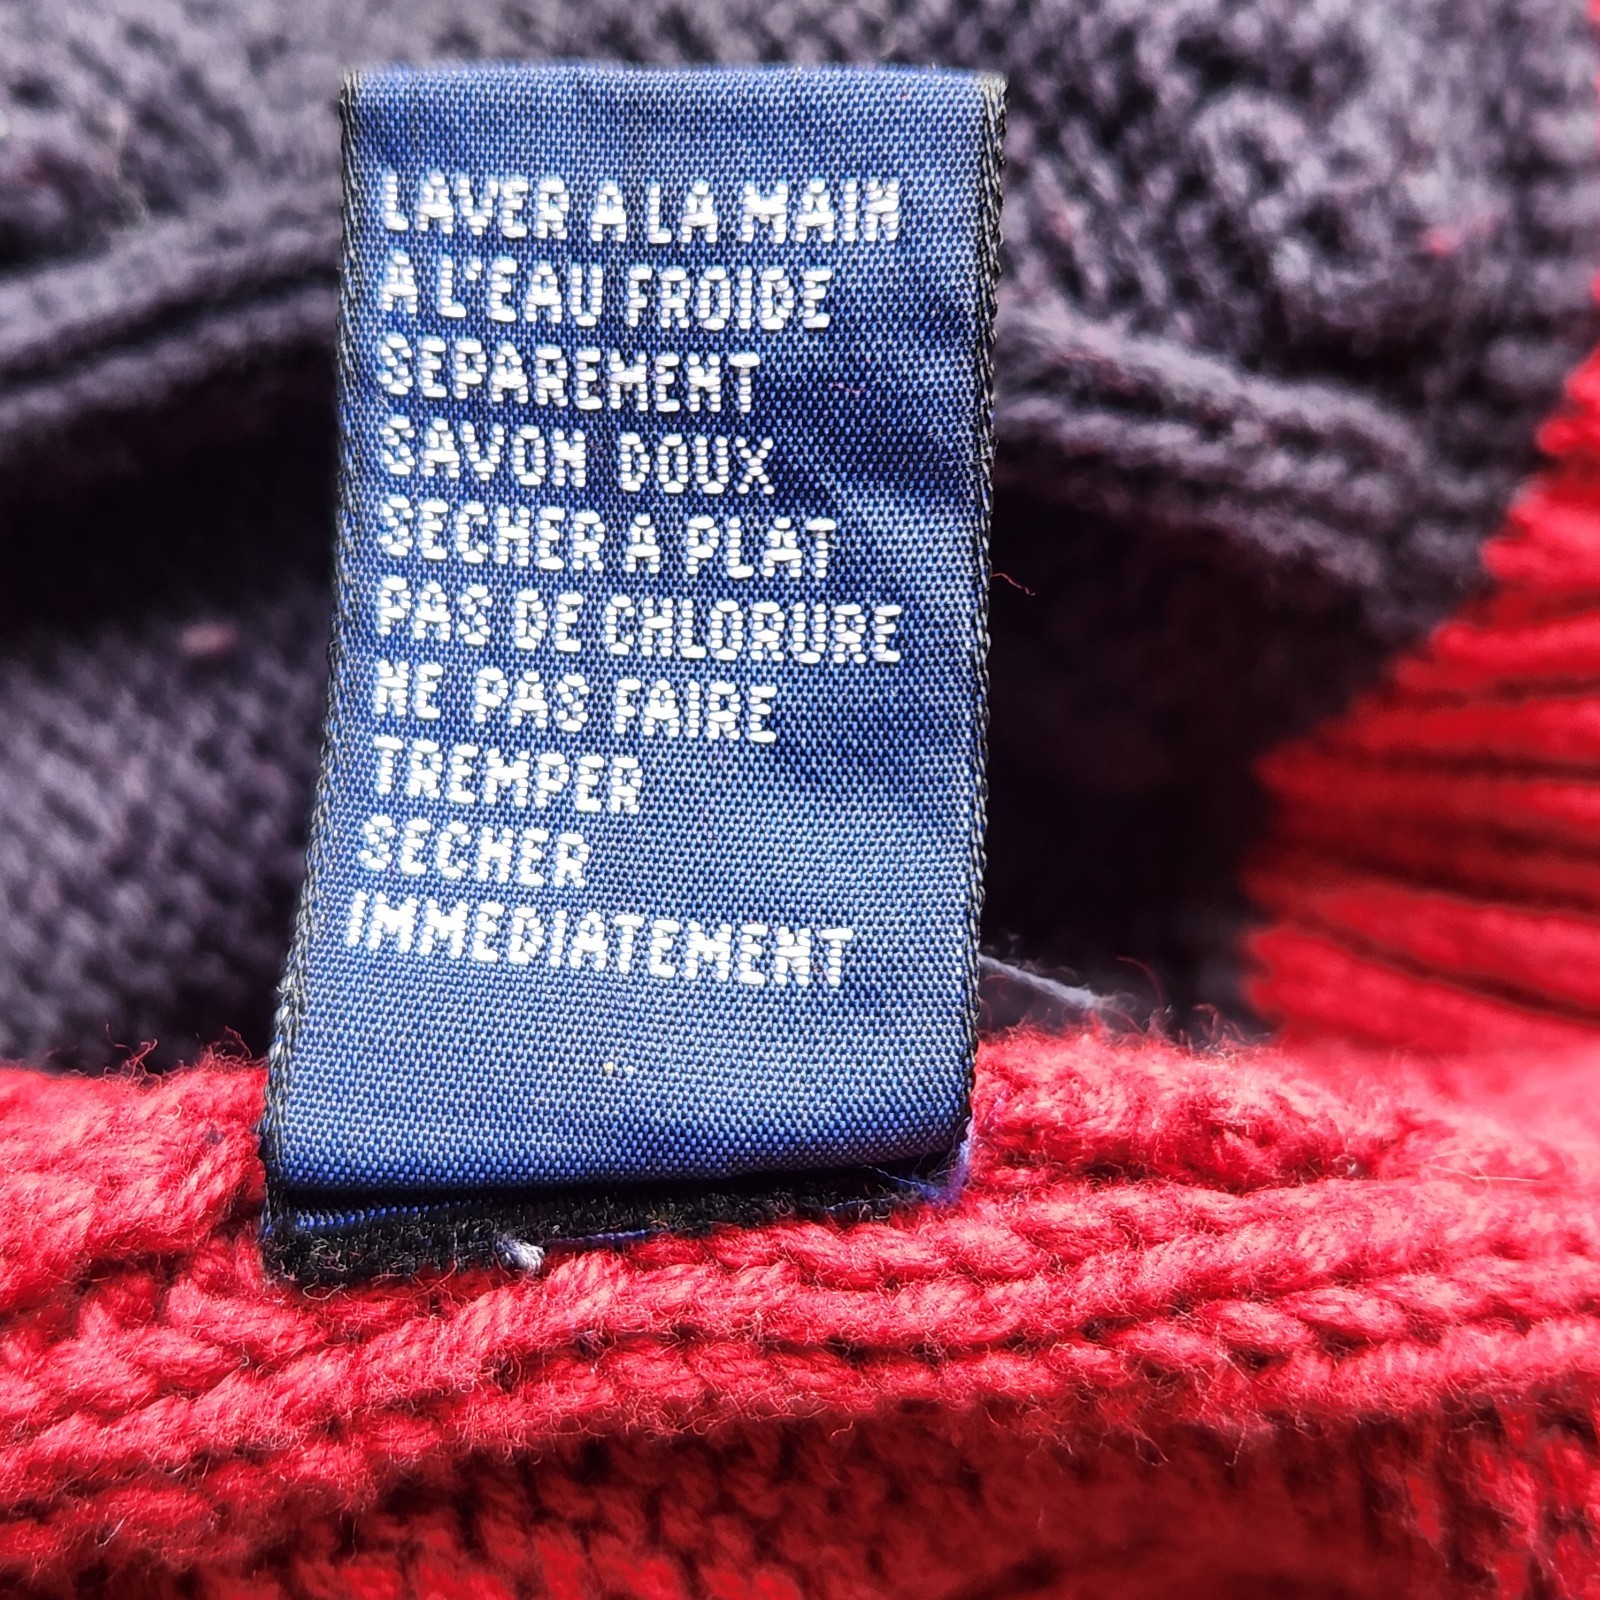 LAVER A LA MAIN
A L'EAU FROIDE
SEPAREMENT
SAVON DOUX
SECHER A PLAT
PAS DE CHLORURE
NE PAS FAIRE
TREMPER
SECHER
IMMEDIATEMENT